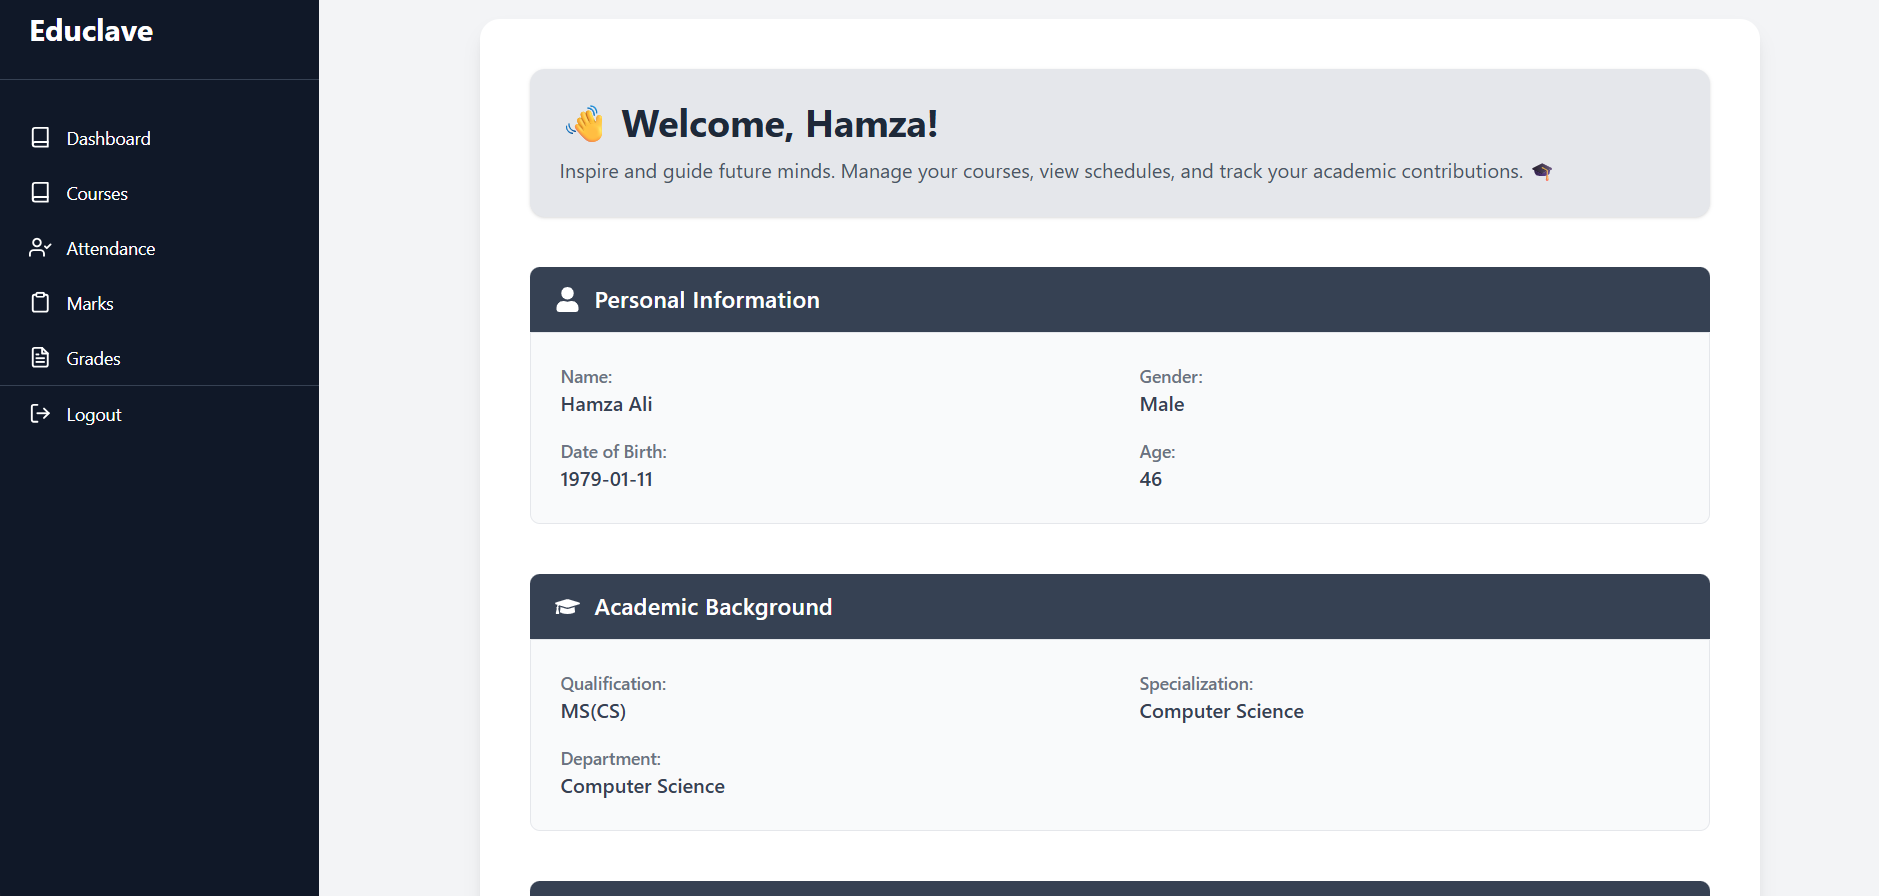 Educlave
Dashboard
Courses
Attendance
Marks
Grades
Logout
👋 Welcome, Hamza!
Inspire and guide future minds. Manage your courses, view schedules, and track your academic contributions. 🎓
Personal Information
Name:
Hamza Ali
Gender:
Male
Date of Birth:
1979-01-11
Age:
46
Academic Background
Qualification:
MS(CS)
Specialization:
Computer Science
Department:
Computer Science